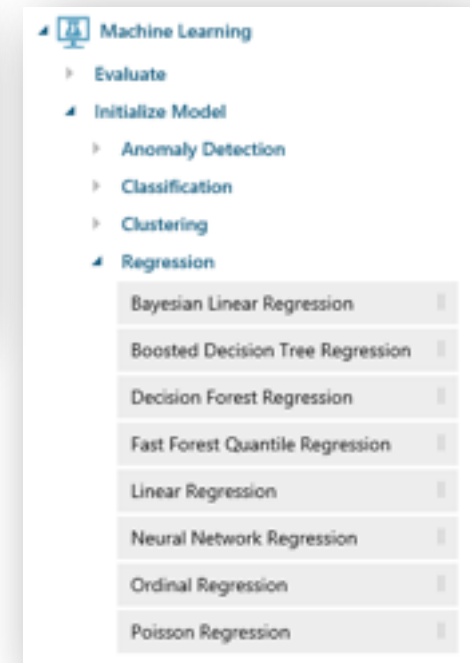 Machine Learning
Evaluate
Initialize Model
Anomaly Detection
Classification
Clustering
Regression
Bayesian Linear Regression
Boosted Decision Tree Regression
Decision Forest Regression
Fast Forest Quantile Regression
Linear Regression
Neural Network Regression
Ordinal Regression
Poisson Regression